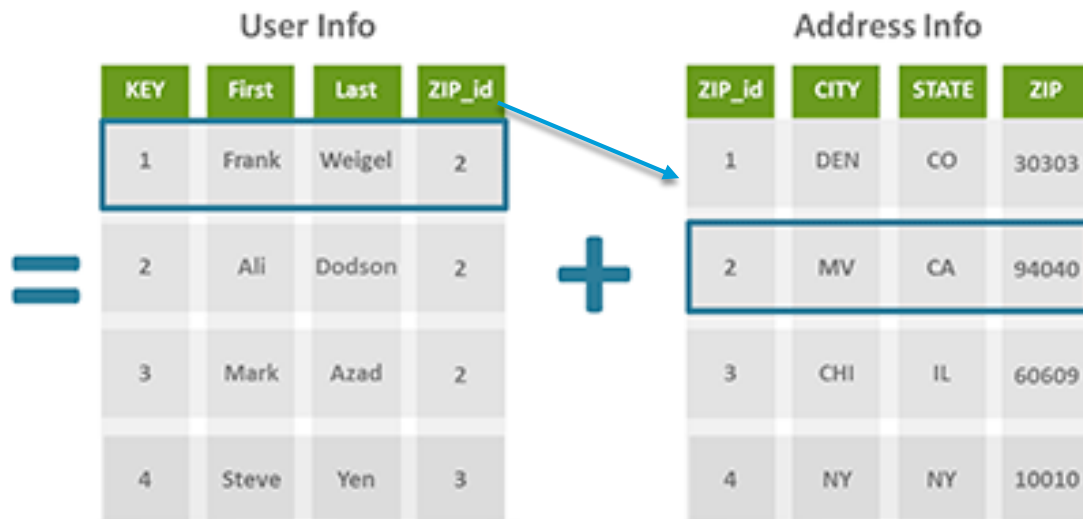 User Info Address Info
KEY First Last ZIP_id ZIP_id CITY STATE ZIP
1 Frank Weigel 2 1 DEN CO 30303
= 2 Ali Dodson 2 + 2 MV CA 94040
3 Mark Azad 2 3 CHI IL 60609
4 Steve Yen 3 4 NY NY 10010